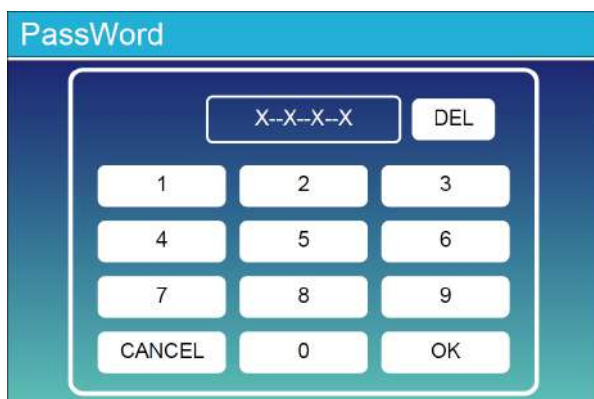 PassWord
X--X--X--X DEL
1 2 3
4 5 6
7 8 9
CANCEL 0 OK